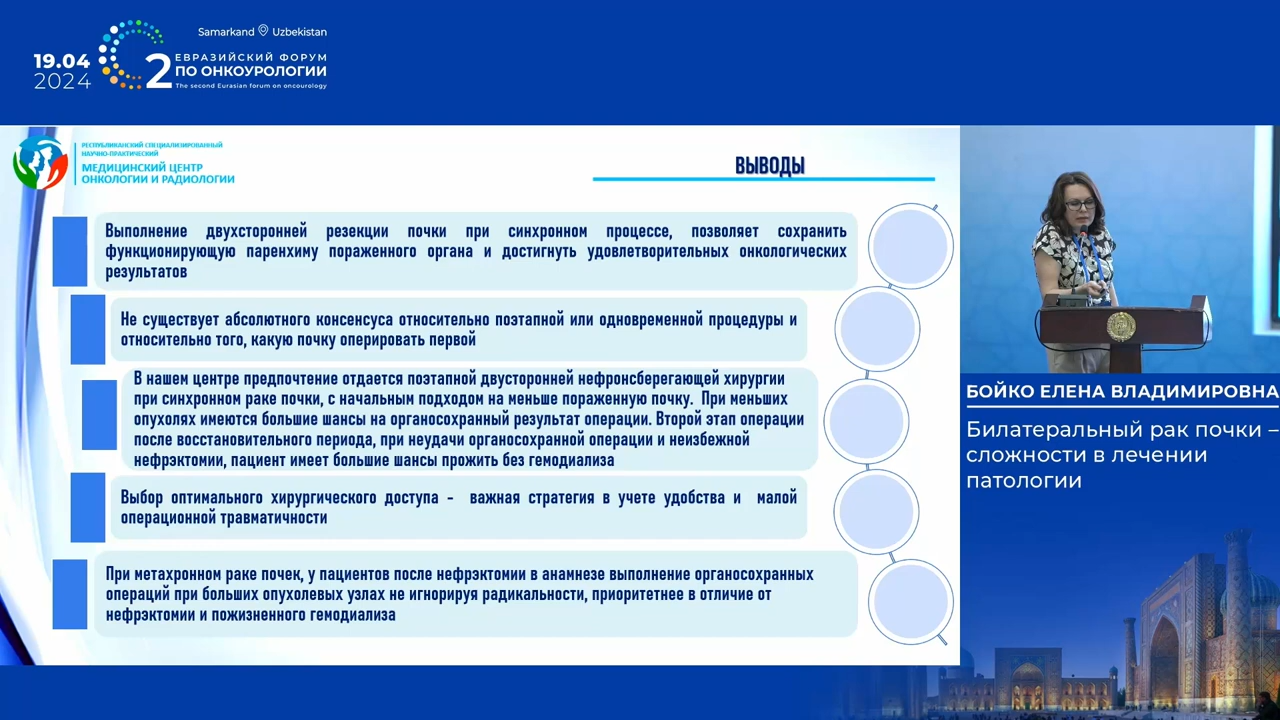 Samarkand Uzbekistan
19.04
2024
2
ЕВРАЗИЙСКИЙ ФОРУМ
ПО ОНКОУРОЛОГИИ
The second Eurasian forum on oncourology
РЕСПУБЛИКАНСКИЙ СПЕЦИАЛИЗИРОВАННЫЙ
НАУЧНО-ПРАКТИЧЕСКИЙ
МЕДИЦИНСКИЙ ЦЕНТР
ОНКОЛОГИИ И РАДИОЛОГИИ
ВЫВОДЫ
Выполнение двухсторонней резекции почки при синхронном процессе, позволяет сохранить
функционирующую паренхиму пораженного органа и достигнуть удовлетворительных онкологических
результатов
Не существует абсолютного консенсуса относительно поэтапной или одновременной процедуры и
относительно того, какую почку оперировать первой
В нашем центре предпочтение отдается поэтапной двусторонней нефронсберегающей хирургии
при синхронном раке почки, с начальным подходом на меньше пораженную почку. При меньших
опухолях имеются большие шансы на органосохранный результат операции. Второй этап операции
после восстановительного периода, при неудачи органосохранной операции и неизбежной
нефрэктомии, пациент имеет большие шансы прожить без гемодиализа
Выбор оптимального хирургического доступа - важная стратегия в учете удобства и малой
операционной травматичности
При метахронном раке почек, у пациентов после нефрэктомии в анамнезе выполнение органосохранных
операций при больших опухолевых узлах не игнорируя радикальности, приоритетнее в отличие от
нефрэктомии и пожизненного гемодиализа
БОЙКО ЕЛЕНА ВЛАДИМИРОВНА
Билатеральный рак почки –
сложности в лечении
патологии